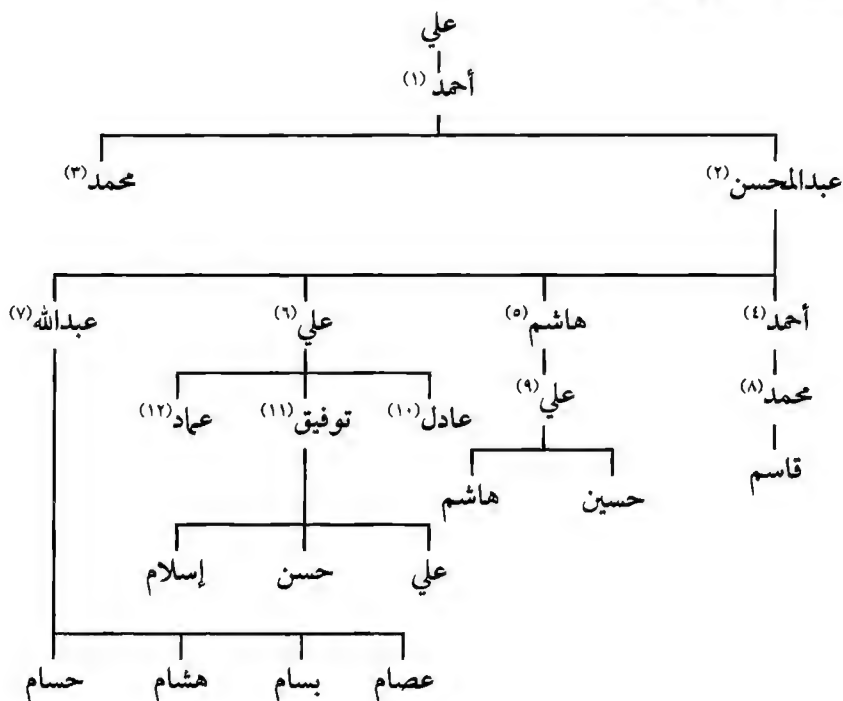 علي
أحمد (١)
عبدالمحسن (٢) محمد (٣)
أحمد (٤) هاشم (٥) علي (٦) عبدالله (٧)
محمد (٨) علي (٩) عادل (١٠) توفيق (١١) عماد (١٢)
قاسم حسين هاشم
علي حسن إسلام
عصام بسام هشام حسام